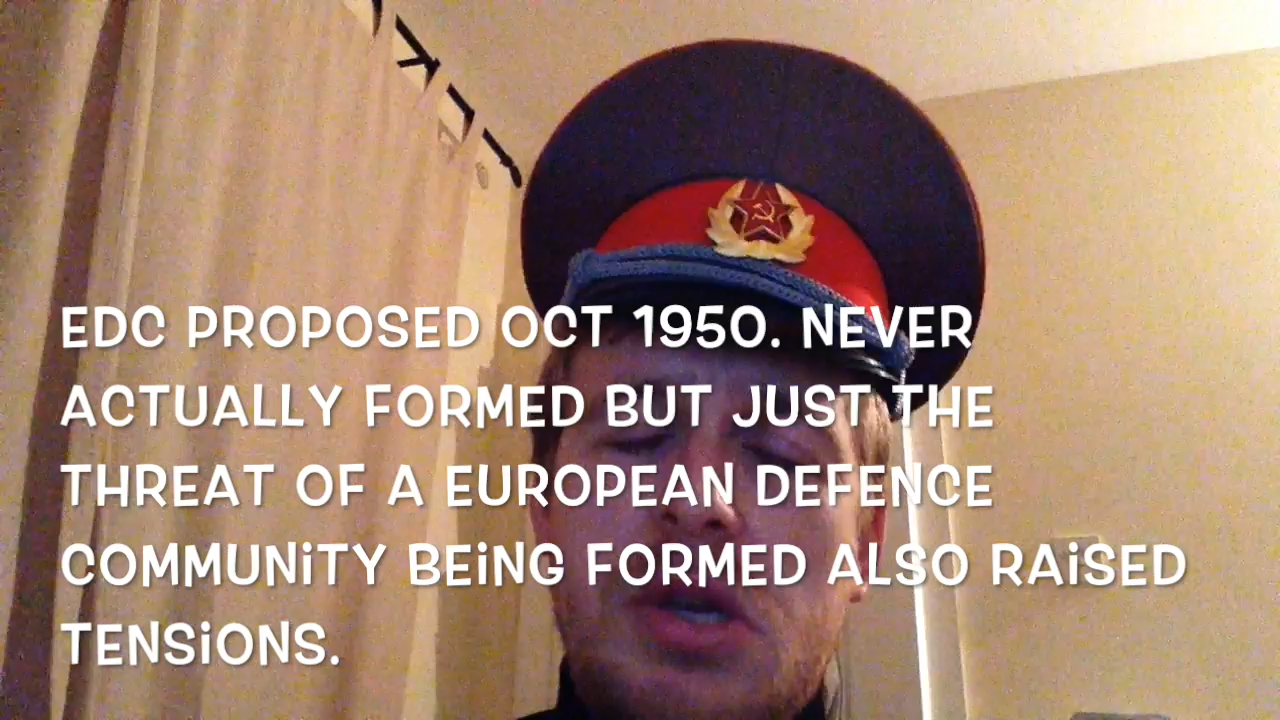 EDC PROPOSED OCT 1950. NEVER
ACTUALLY FORMED BUT JUST THE
THREAT OF A EUROPEAN DEFENCE
COMMUNiTY BEiNG FORMED ALSO RAiSED
TENSiONS.